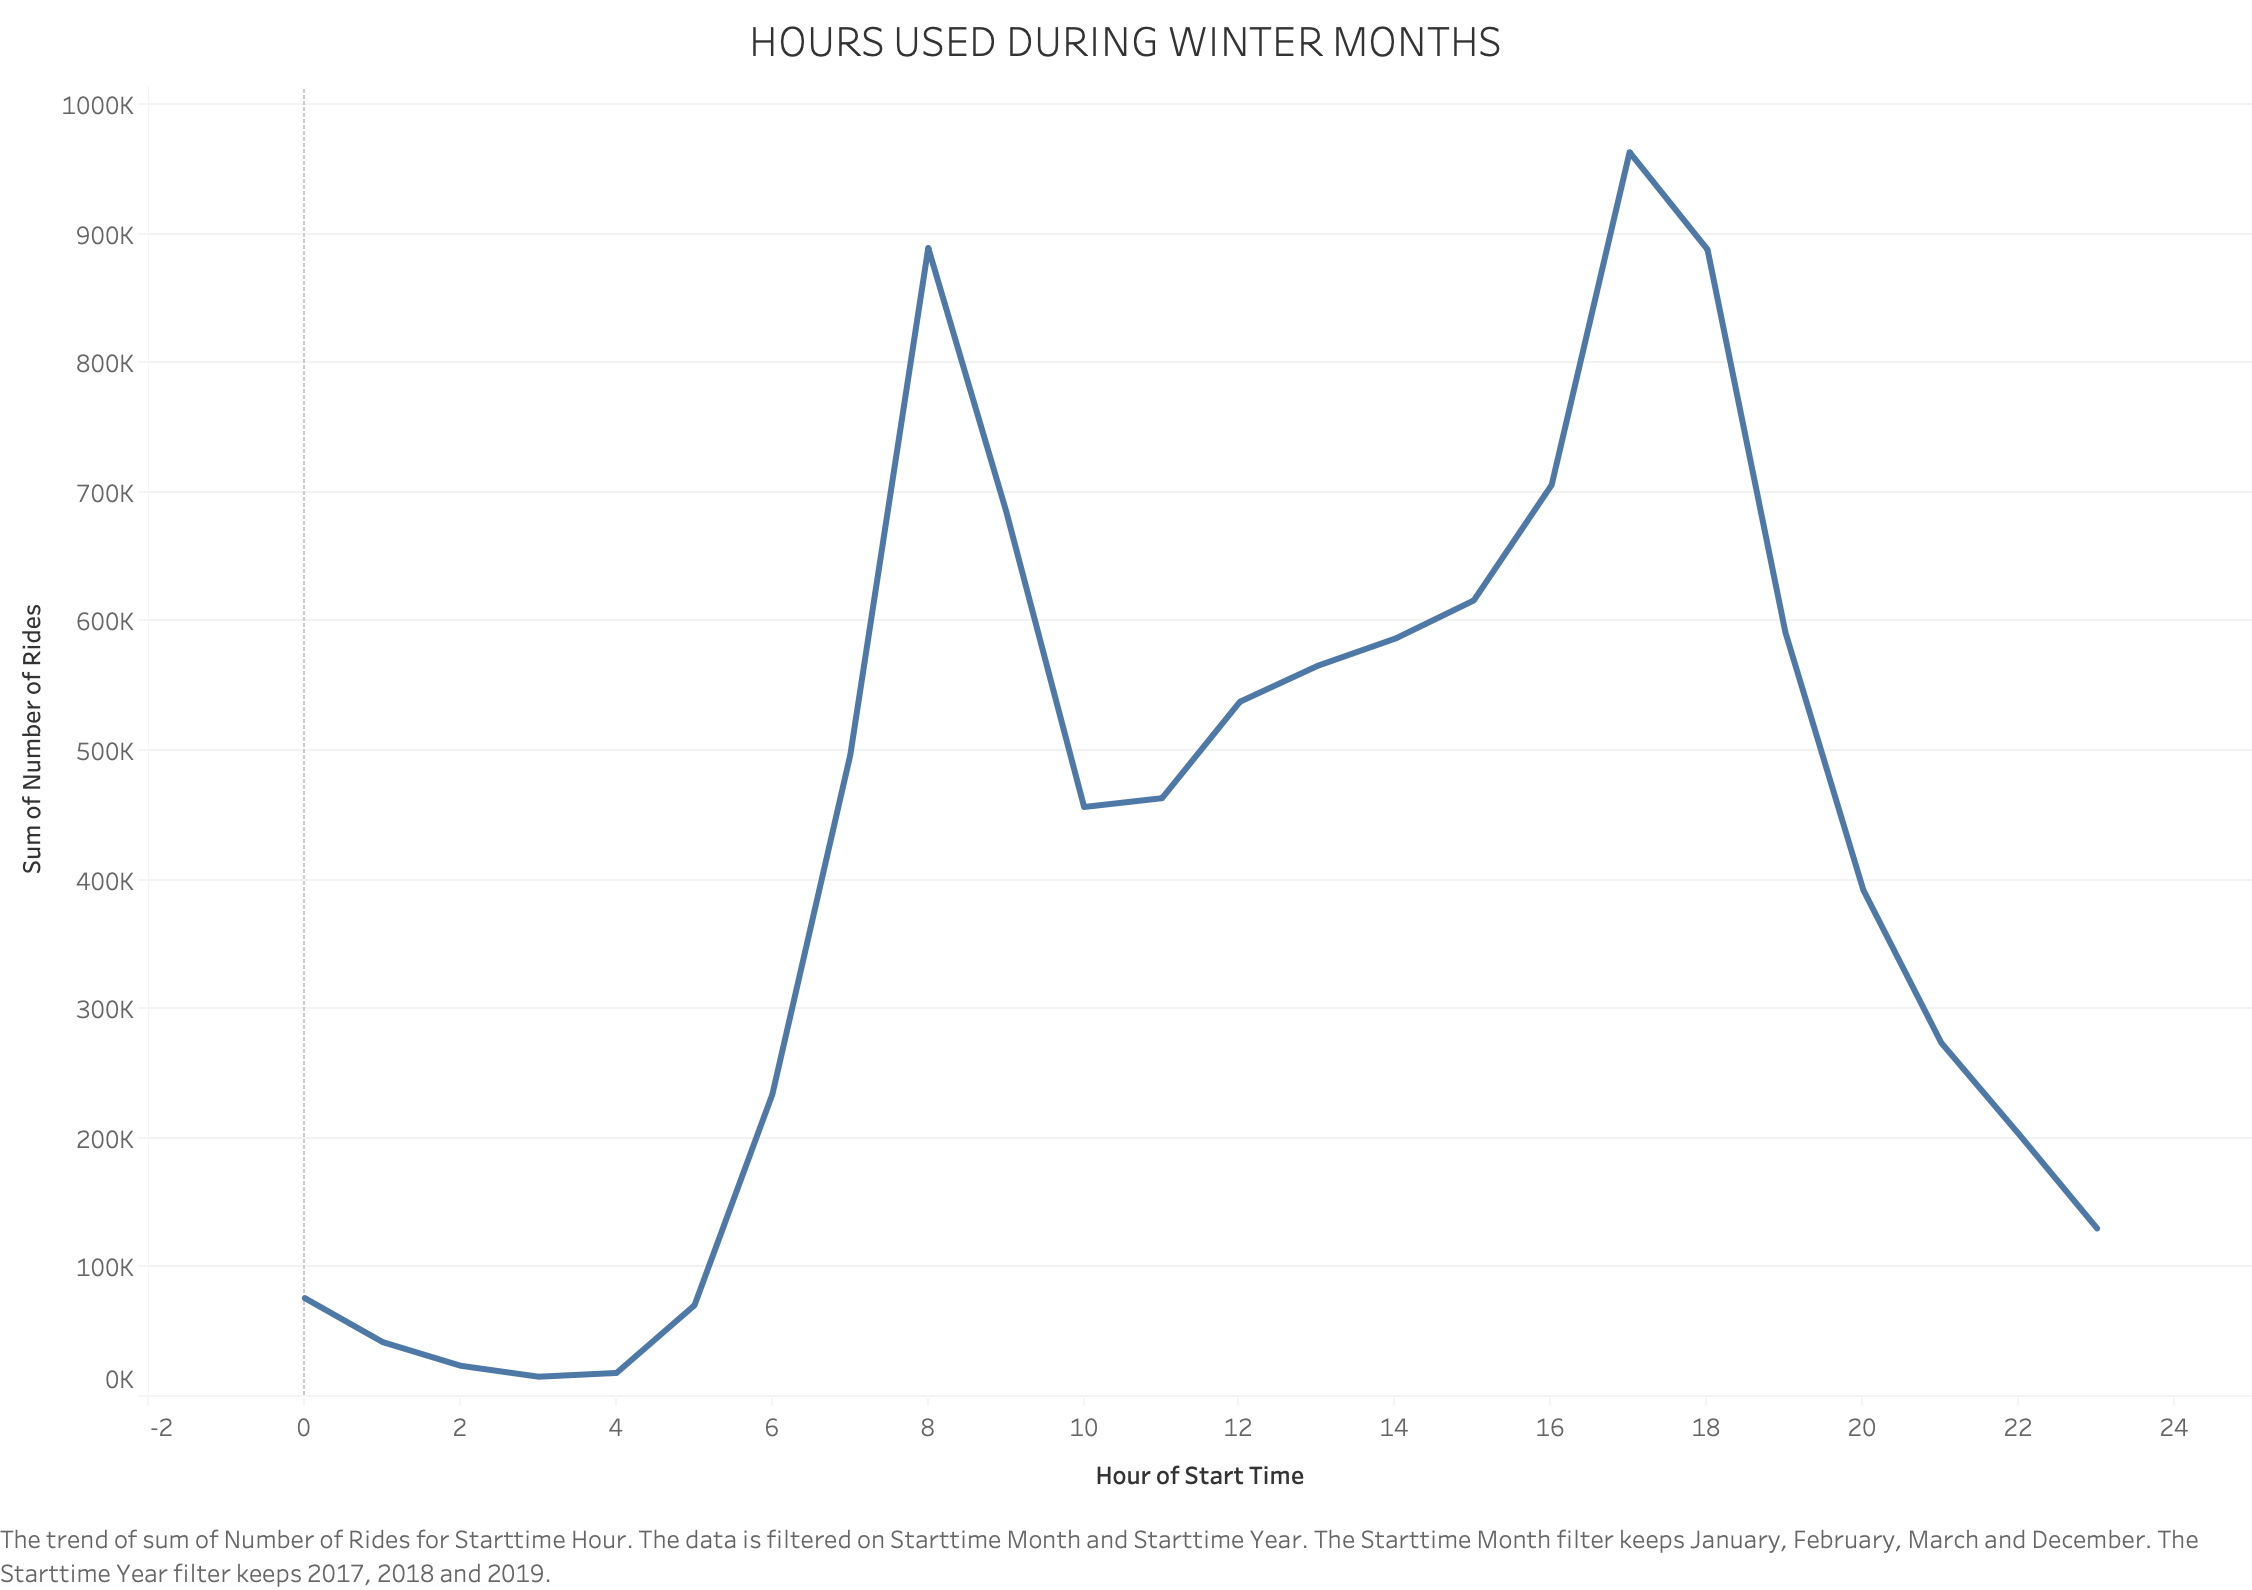 HOURS USED DURING WINTER MONTHS
1000K
900K
800K
700K
600K
500K
400K
300K
200K
100K
0K
Sum of Number of Rides
-2 0 2 4 6 8 10 12 14 16 18 20 22 24
Hour of Start Time
The trend of sum of Number of Rides for Starttime Hour. The data is filtered on Starttime Month and Starttime Year. The Starttime Month filter keeps January, February, March and December. The
Starttime Year filter keeps 2017, 2018 and 2019.